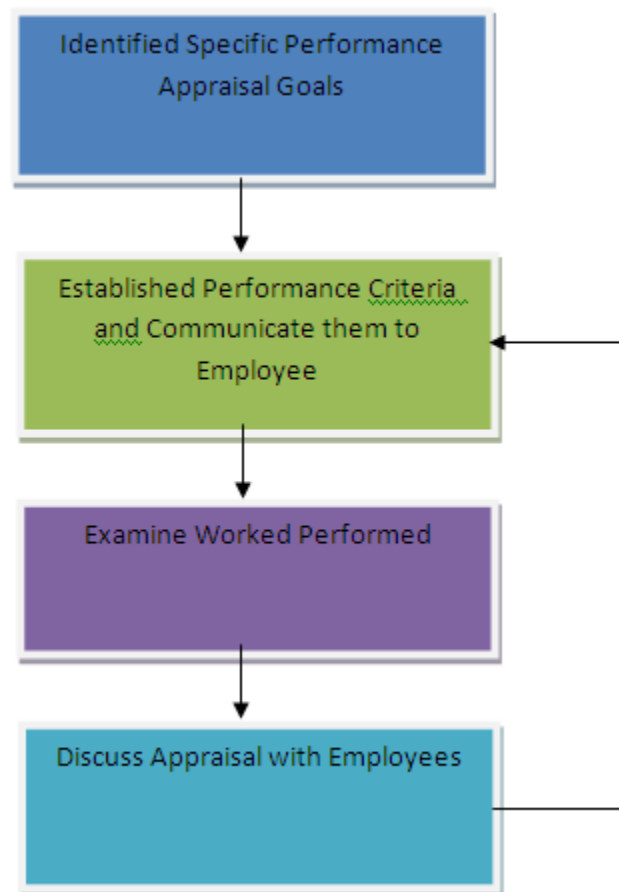 Identified Specific Performance
Appraisal Goals
Established Performance Criteria
and Communicate them to
Employee
Examine Worked Performed
Discuss Appraisal with Employees